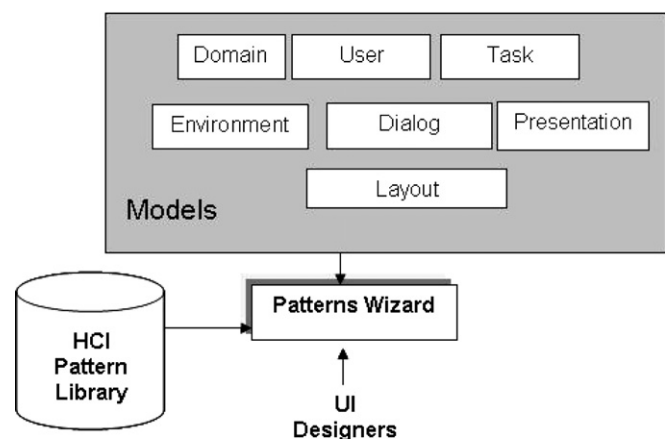 Domain
User
Task
Environment
Dialog
Presentation
Layout
Models
Patterns Wizard
HCI
Pattern
Library
UI
Designers